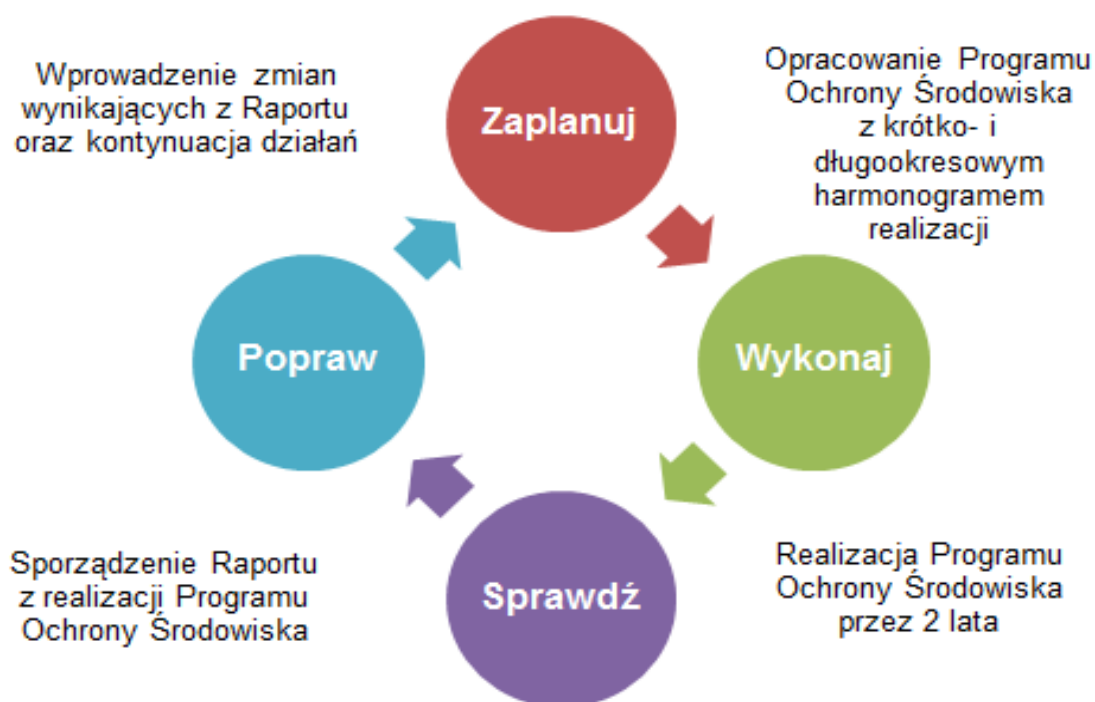 Wprowadzenie zmian
wynikających z Raportu
oraz kontynuacja działań
Zaplanuj
Opracowanie Programu
Ochrony Środowiska
z krótko- i
długookresowym
harmonogramem
realizacji
Popraw
Wykonaj
Sporządzenie Raportu
z realizacji Programu
Ochrony Środowiska
Sprawdź
Realizacja Programu
Ochrony Środowiska
przez 2 lata